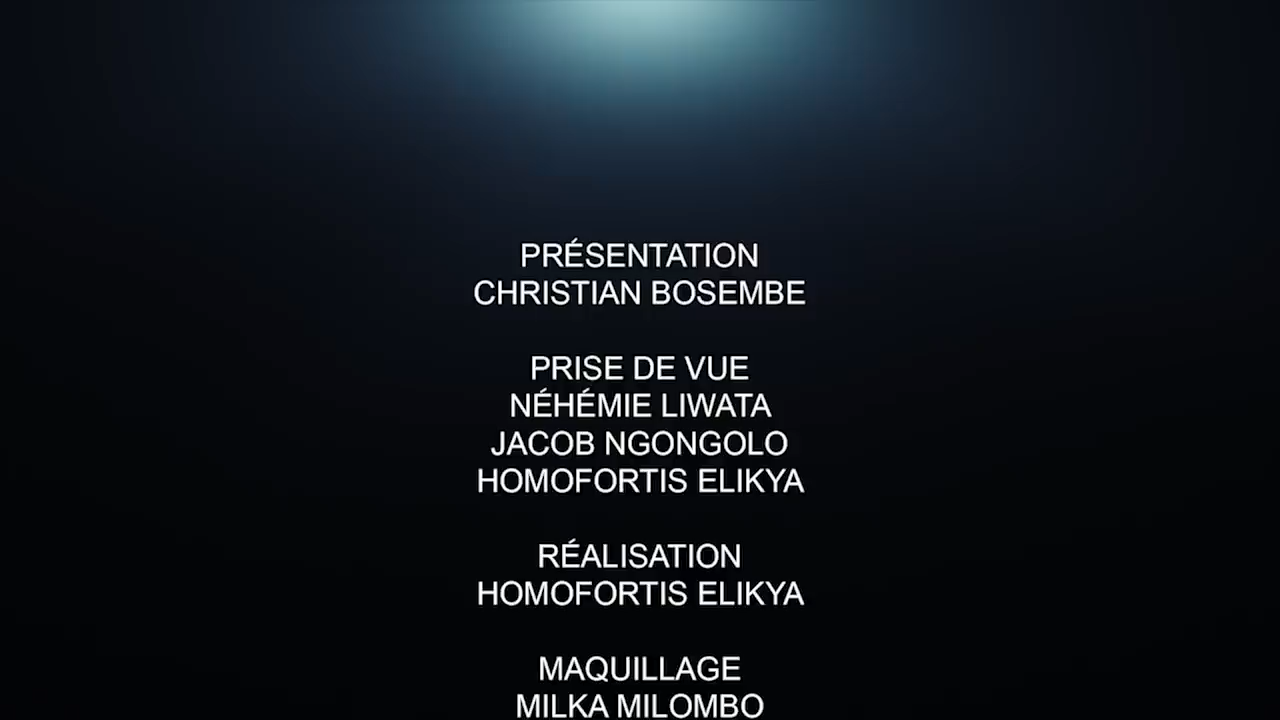 PRÉSENTATION
CHRISTIAN BOSEMBE
PRISE DE VUE
NÉHÉMIE LIWATA
JACOB NGONGOLO
HOMOFORTIS ELIKYA
RÉALISATION
HOMOFORTIS ELIKYA
MAQUILLAGE
MILKA MILOMBO